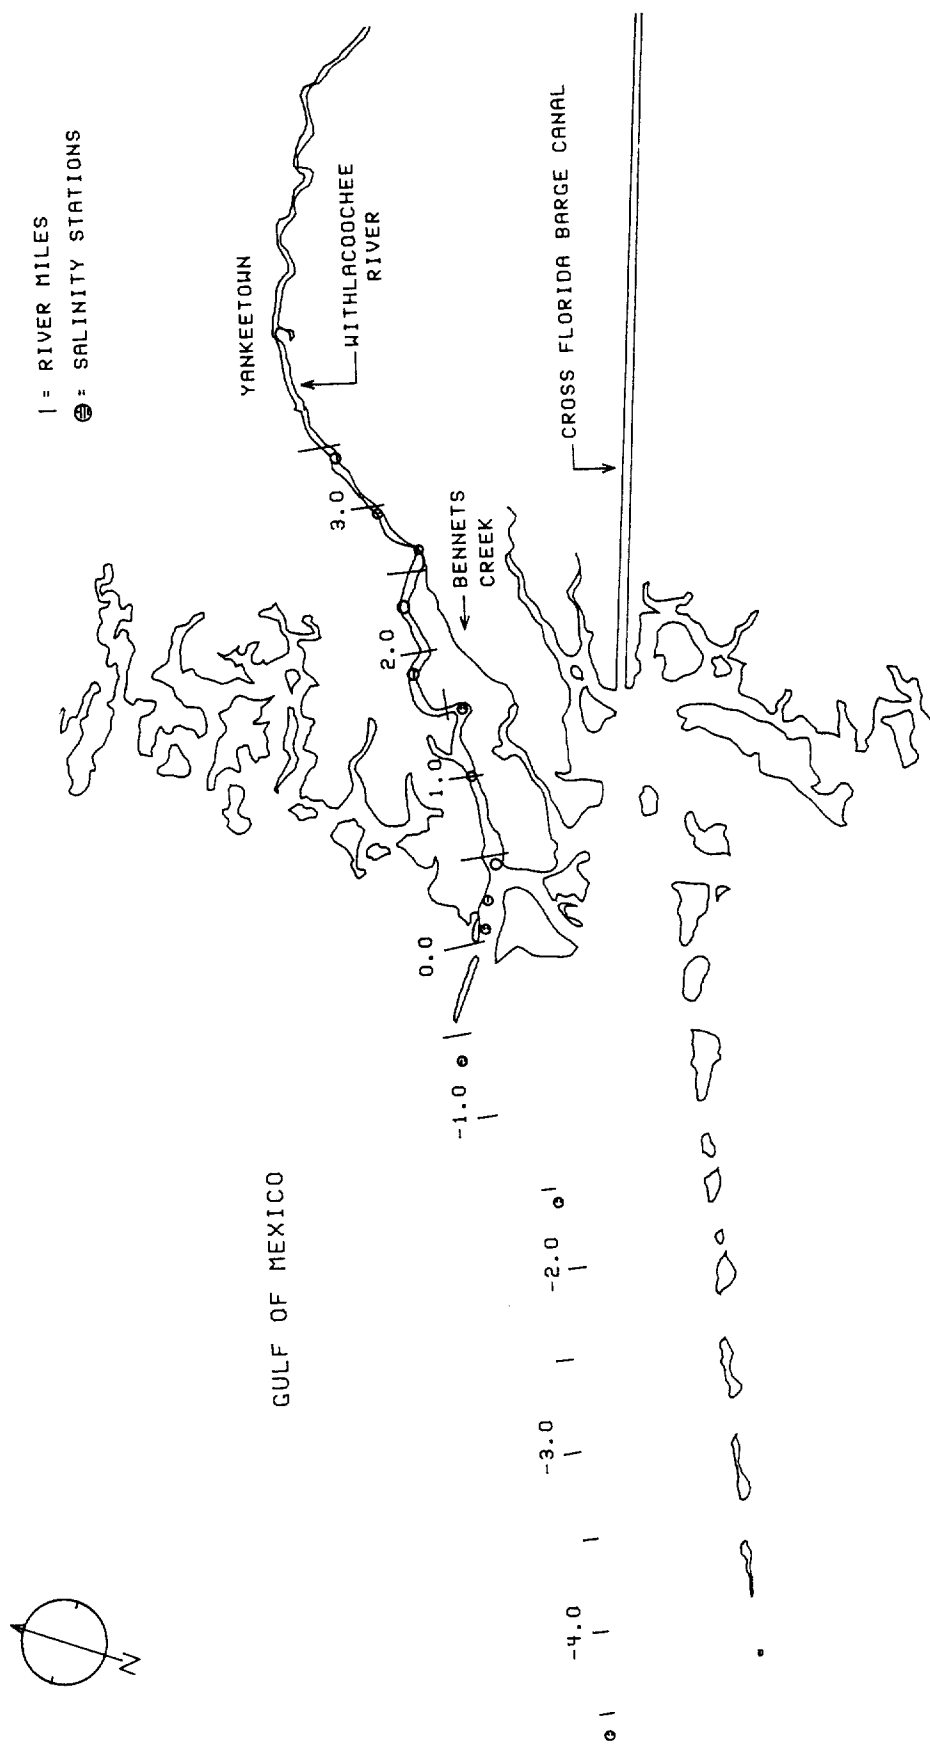 | = RIVER MILES
= SALINITY STATIONS
YANKEETOWN
WITHLACOOCHEE
RIVER
CROSS FLORIDA BARGE CANAL
BENNETS
CREEK
3.0
2.0
1.0
0.0
-1.0
-2.0
-3.0
-4.0
GULF OF MEXICO
N